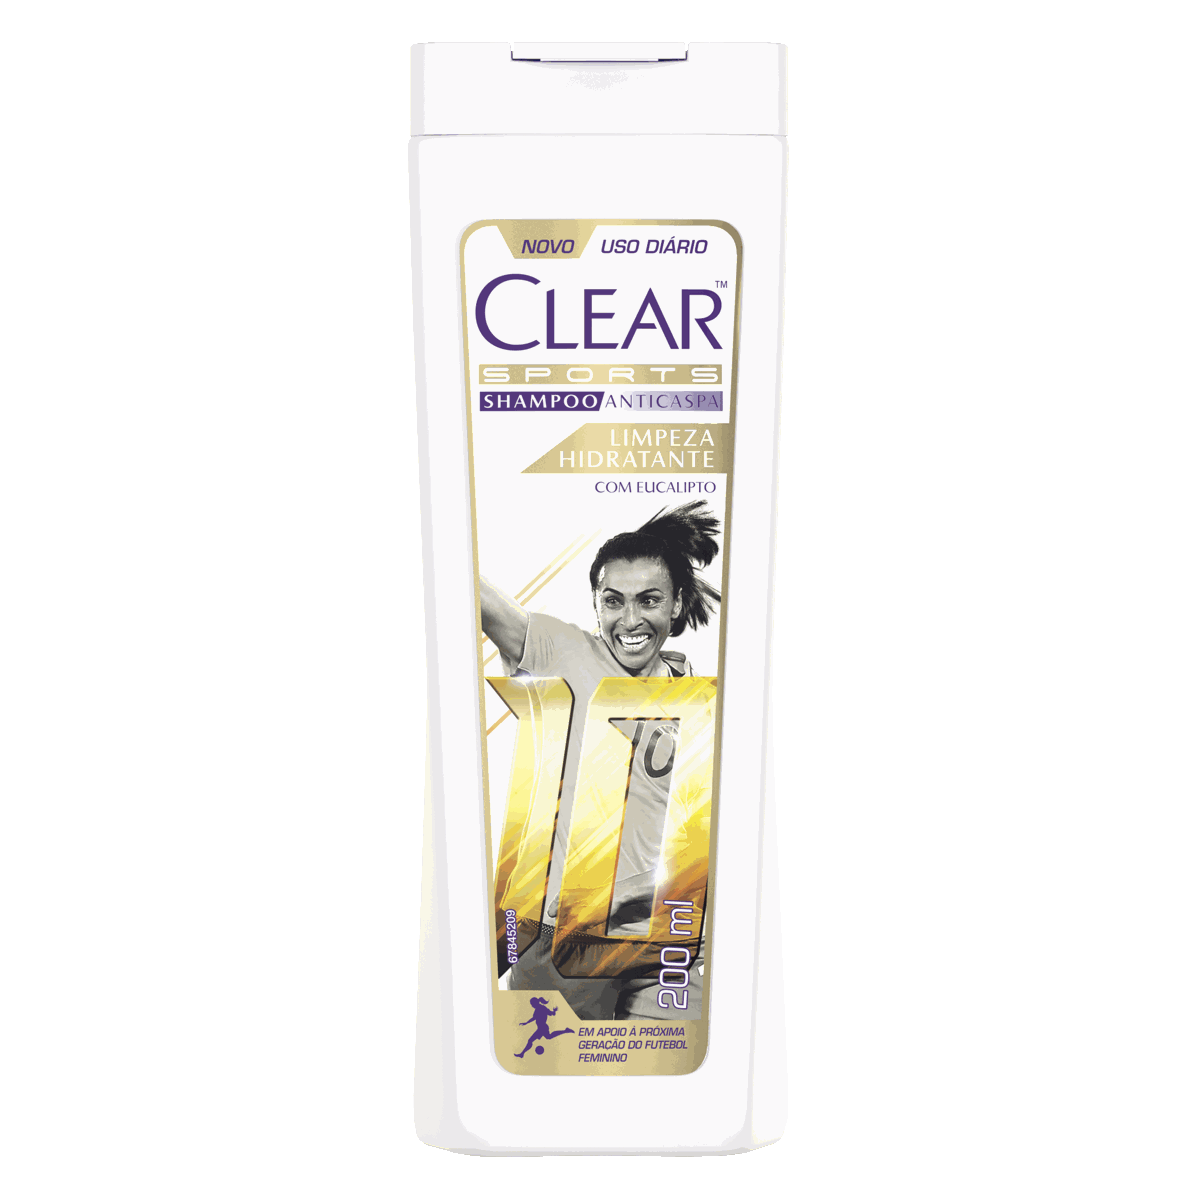 NOVO USO DIÁRIO
CLEAR™
SPORTS
SHAMPOO ANTICASPA
LIMPEZA
HIDRATANTE
COM EUCALIPTO
10
10
67845209
200 ml
EM APOIO À PRÓXIMA
GERAÇÃO DO FUTEBOL
FEMININO